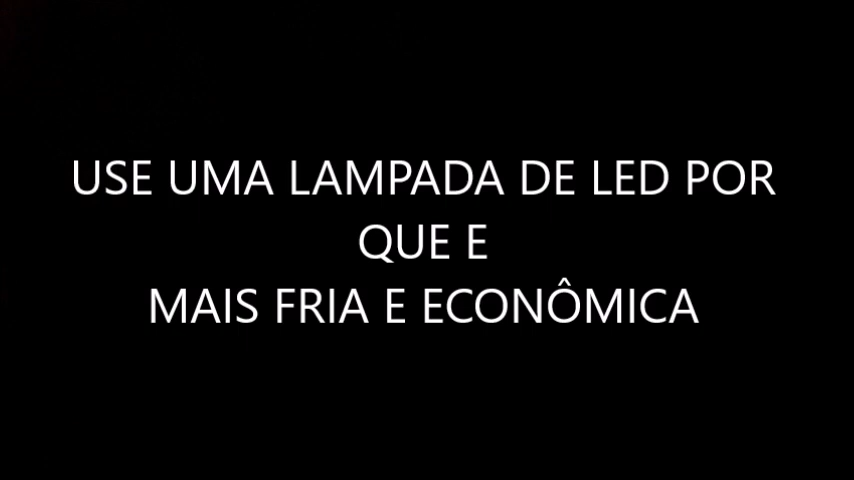 USE UMA LAMPADA DE LED POR
QUE E
MAIS FRIA E ECONÔMICA